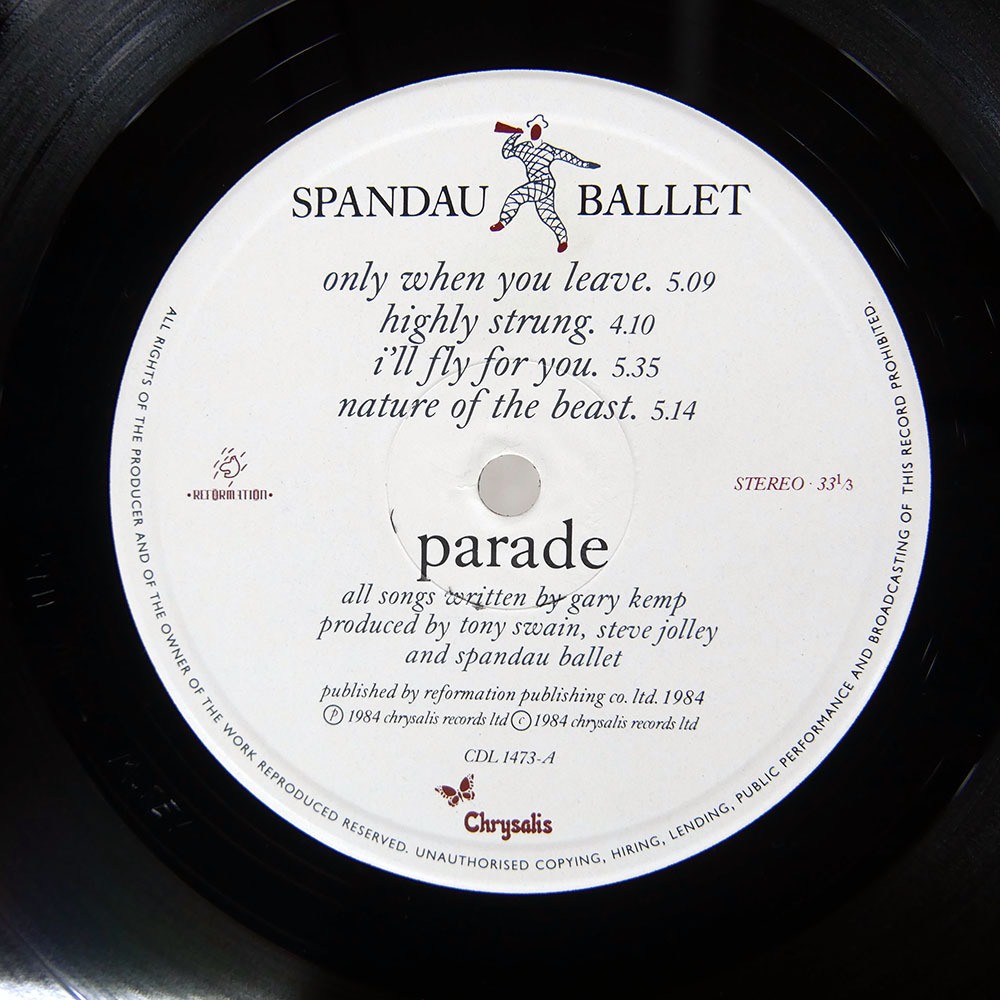 SPANDAU BALLET
only when you leave. 5.09
highly strung. 4.10
i'll fly for you. 5.35
nature of the beast. 5.14
•REFORMATION•
STEREO · 33⅓
parade
all songs written by gary kemp
produced by tony swain, steve jolley
and spandau ballet
published by reformation publishing co. ltd. 1984
℗ 1984 chrysalis records ltd © 1984 chrysalis records ltd
CDL 1473-A
Chrysalis
ALL RIGHTS OF THE PRODUCER AND OF THE OWNER OF THE WORK REPRODUCED RESERVED. UNAUTHORISED COPYING, HIRING, LENDING, PUBLIC PERFORMANCE AND BROADCASTING OF THIS RECORD PROHIBITED.